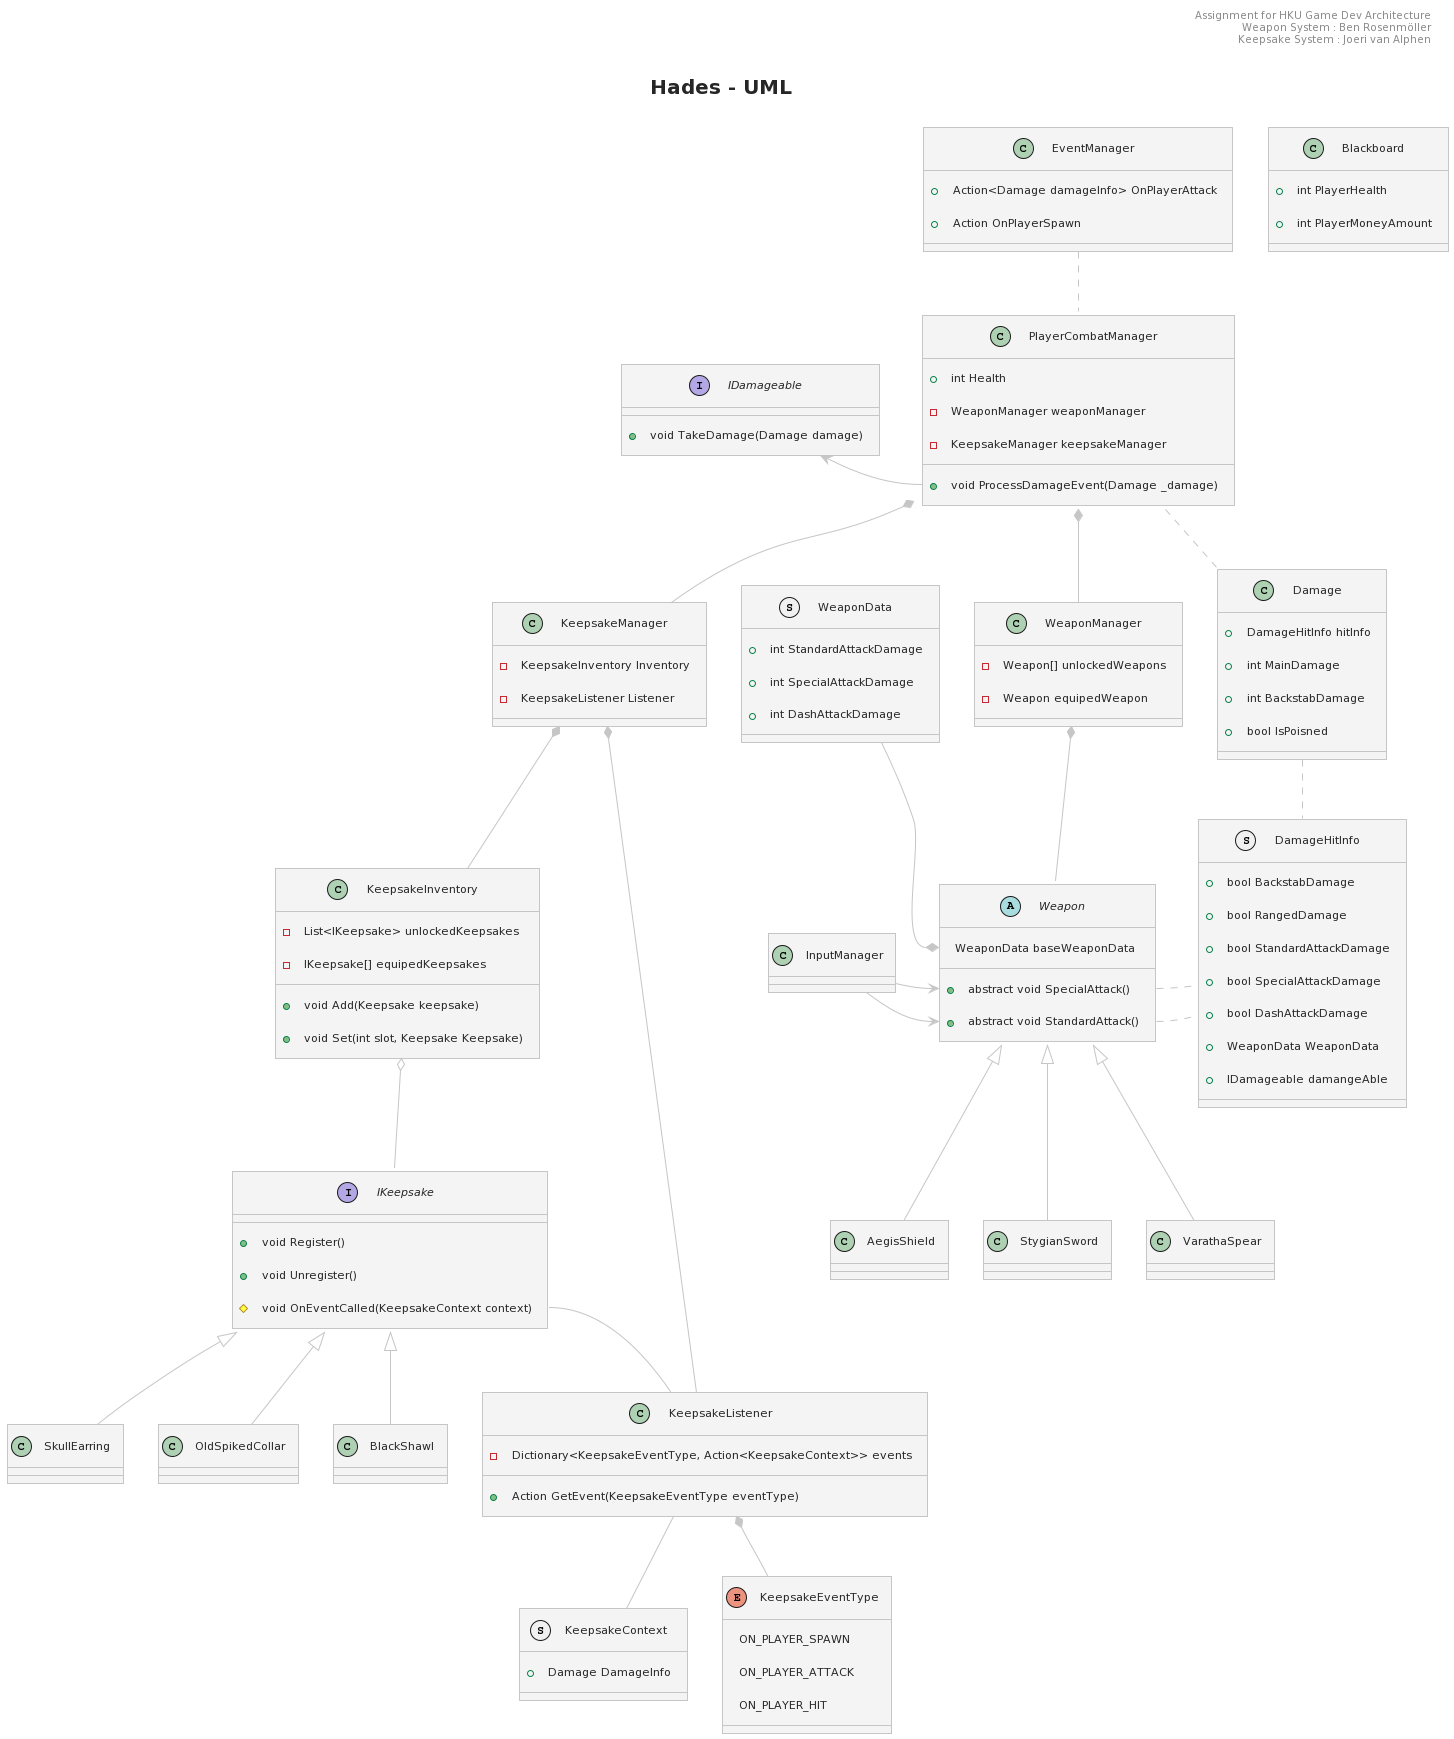 Assignment for HKU Game Dev Architecture
Weapon System : Ben Rosenmöller
Keepsake System : Joeri van Alphen
Hades - UML
C EventManager
Action<Damage damageInfo> OnPlayerAttack
Action OnPlayerSpawn
C Blackboard
int PlayerHealth
int PlayerMoneyAmount
C PlayerCombatManager
int Health
WeaponManager weaponManager
KeepsakeManager keepsakeManager
void ProcessDamageEvent(Damage _damage)
I IDamageable
void TakeDamage(Damage damage)
C KeepsakeManager
KeepsakeInventory Inventory
KeepsakeListener Listener
S WeaponData
int StandardAttackDamage
int SpecialAttackDamage
int DashAttackDamage
C WeaponManager
Weapon[] unlockedWeapons
Weapon equipedWeapon
C Damage
DamageHitInfo hitInfo
int MainDamage
int BackstabDamage
bool IsPoisned
S DamageHitInfo
bool BackstabDamage
bool RangedDamage
bool StandardAttackDamage
bool SpecialAttackDamage
bool DashAttackDamage
WeaponData WeaponData
IDamageable damangeAble
C KeepsakeInventory
List<IKeepsake> unlockedKeepsakes
IKeepsake[] equipedKeepsakes
void Add(Keepsake keepsake)
void Set(int slot, Keepsake Keepsake)
C InputManager
A Weapon
WeaponData baseWeaponData
abstract void SpecialAttack()
abstract void StandardAttack()
I IKeepsake
void Register()
void Unregister()
void OnEventCalled(KeepsakeContext context)
C AegisShield
C StygianSword
C VarathaSpear
C SkullEarring
C OldSpikedCollar
C BlackShawl
C KeepsakeListener
Dictionary<KeepsakeEventType, Action<KeepsakeContext>> events
Action GetEvent(KeepsakeEventType eventType)
S KeepsakeContext
Damage DamageInfo
E KeepsakeEventType
ON_PLAYER_SPAWN
ON_PLAYER_ATTACK
ON_PLAYER_HIT